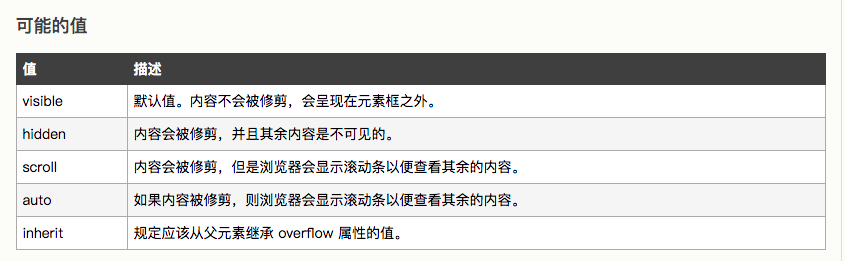 可能的值
值 描述
visible 默认值。内容不会被修剪，会呈现在元素框之外。
hidden 内容会被修剪，并且其余内容是不可见的。
scroll 内容会被修剪，但是浏览器会显示滚动条以便查看其余的内容。
auto 如果内容被修剪，则浏览器会显示滚动条以便查看其余的内容。
inherit 规定应该从父元素继承 overflow 属性的值。